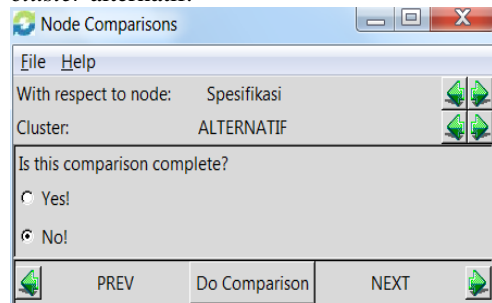 Node Comparisons
File Help
With respect to node: Spesifikasi
Cluster: ALTERNATIF
Is this comparison complete?
Yes!
No!
PREV Do Comparison NEXT